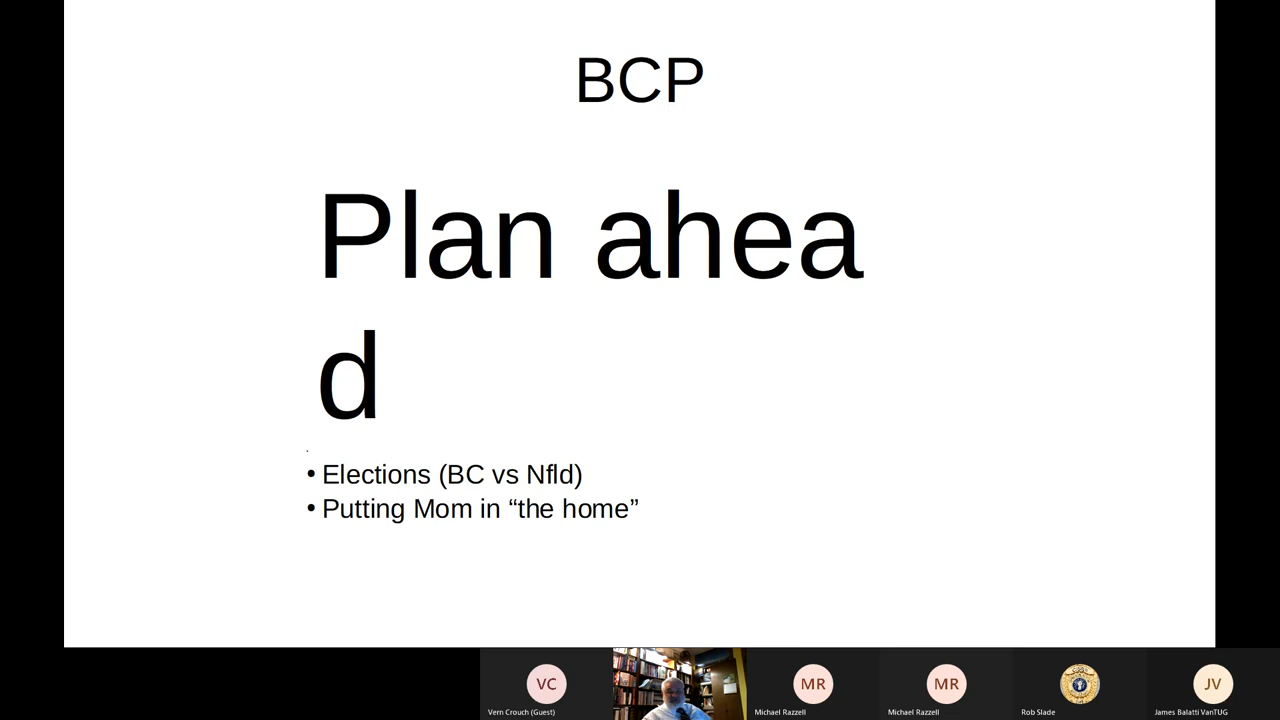 BCP
Plan ahea
d
• Elections (BC vs Nfld)
• Putting Mom in “the home”
VC
MR
MR
JV
Vern Crouch (Guest)
Michael Razzell
Michael Razzell
Rob Slade
James Balatti VanTUG